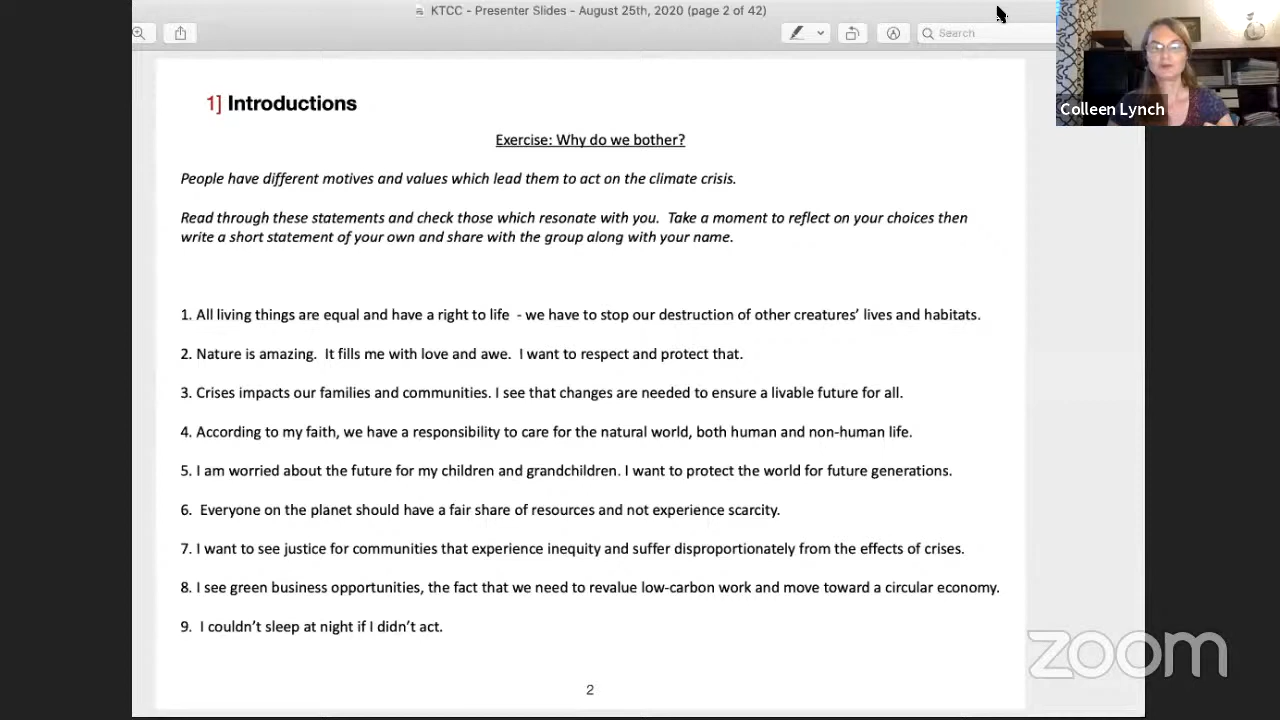 KTCC - Presenter Slides - August 25th, 2020 (page 2 of 42)
Search
Colleen Lynch
1] Introductions
Exercise: Why do we bother?
People have different motives and values which lead them to act on the climate crisis.
Read through these statements and check those which resonate with you.  Take a moment to reflect on your choices then
write a short statement of your own and share with the group along with your name.
1. All living things are equal and have a right to life  - we have to stop our destruction of other creatures’ lives and habitats.
2. Nature is amazing.  It fills me with love and awe.  I want to respect and protect that.
3. Crises impacts our families and communities. I see that changes are needed to ensure a livable future for all.
4. According to my faith, we have a responsibility to care for the natural world, both human and non-human life.
5. I am worried about the future for my children and grandchildren. I want to protect the world for future generations.
6.  Everyone on the planet should have a fair share of resources and not experience scarcity.
7. I want to see justice for communities that experience inequity and suffer disproportionately from the effects of crises.
8. I see green business opportunities, the fact that we need to revalue low-carbon work and move toward a circular economy.
9.  I couldn’t sleep at night if I didn’t act.
zoom
2